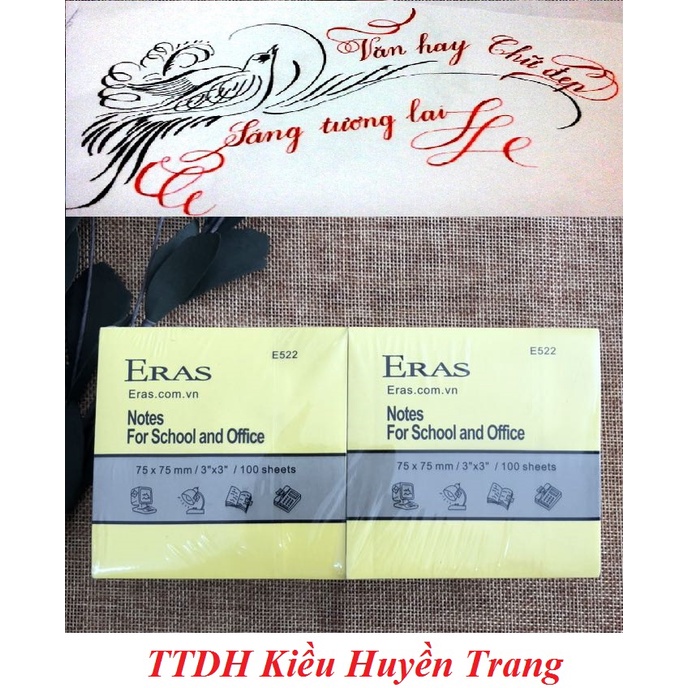 Văn hay Chữ đẹp
Sáng tương lai
ERAS
E522
Eras.com.vn
Notes
For School and Office
75 x 75 mm / 3"x3" / 100 sheets
ERAS
E522
Eras.com.vn
Notes
For School and Office
75 x 75 mm / 3"x3" / 100 sheets
TTDH Kiều Huyền Trang